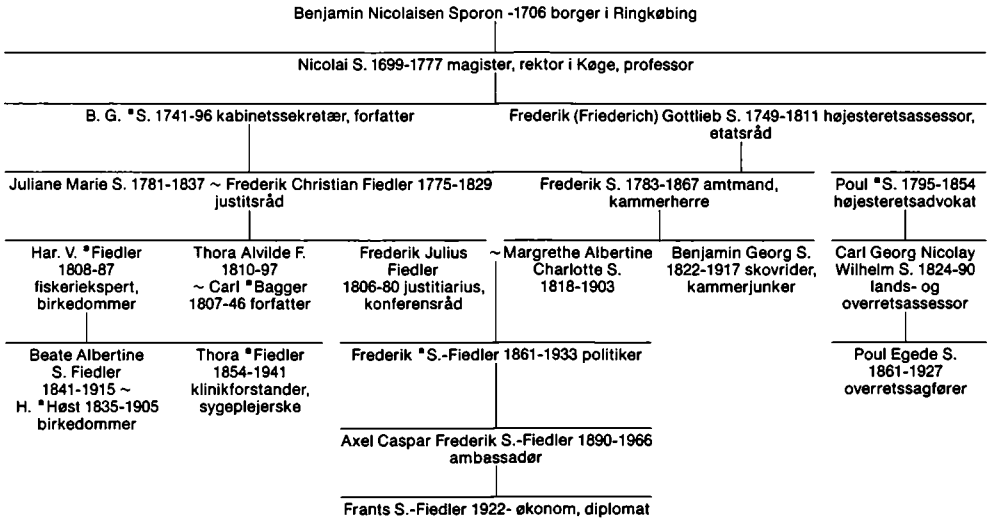 Benjamin Nicolaisen Sporon -1706 borger i Ringkøbing
Nicolai S. 1699-1777 magister, rektor i Køge, professor
B. G. *S. 1741-96 kabinetssekretær, forfatter
Frederik (Friederich) Gottlieb S. 1749-1811 højesteretsassessor,
etatsråd
Juliane Marie S. 1781-1837 ~ Frederik Christian Fiedler 1775-1829
justitsråd
Frederik S. 1783-1867 amtmand,
kammerherre
Poul *S. 1795-1854
højesteretsadvokat
Har. V. *Fiedler
1808-87
fiskeriekspert,
birkedommer
Thora Alvilde F.
1810-97
~ Carl *Bagger
1807-46 forfatter
Frederik Julius
Fiedler
1806-80 justitiarius,
konferensråd
~ Margrethe Albertine
Charlotte S.
1818-1903
Benjamin Georg S.
1822-1917 skovrider,
kammerjunker
Carl Georg Nicolay
Wilhelm S. 1824-90
lands- og
overretsassessor
Beate Albertine
S. Fiedler
1841-1915 ~
H. *Høst 1835-1905
birkedommer
Thora *Fiedler
1854-1941
klinikforstander,
sygeplejerske
Frederik *S.-Fiedler 1861-1933 politiker
Poul Egede S.
1861-1927
overretssagfører
Axel Caspar Frederik S.-Fiedler 1890-1966
ambassadør
Frants S.-Fiedler 1922- økonom, diplomat